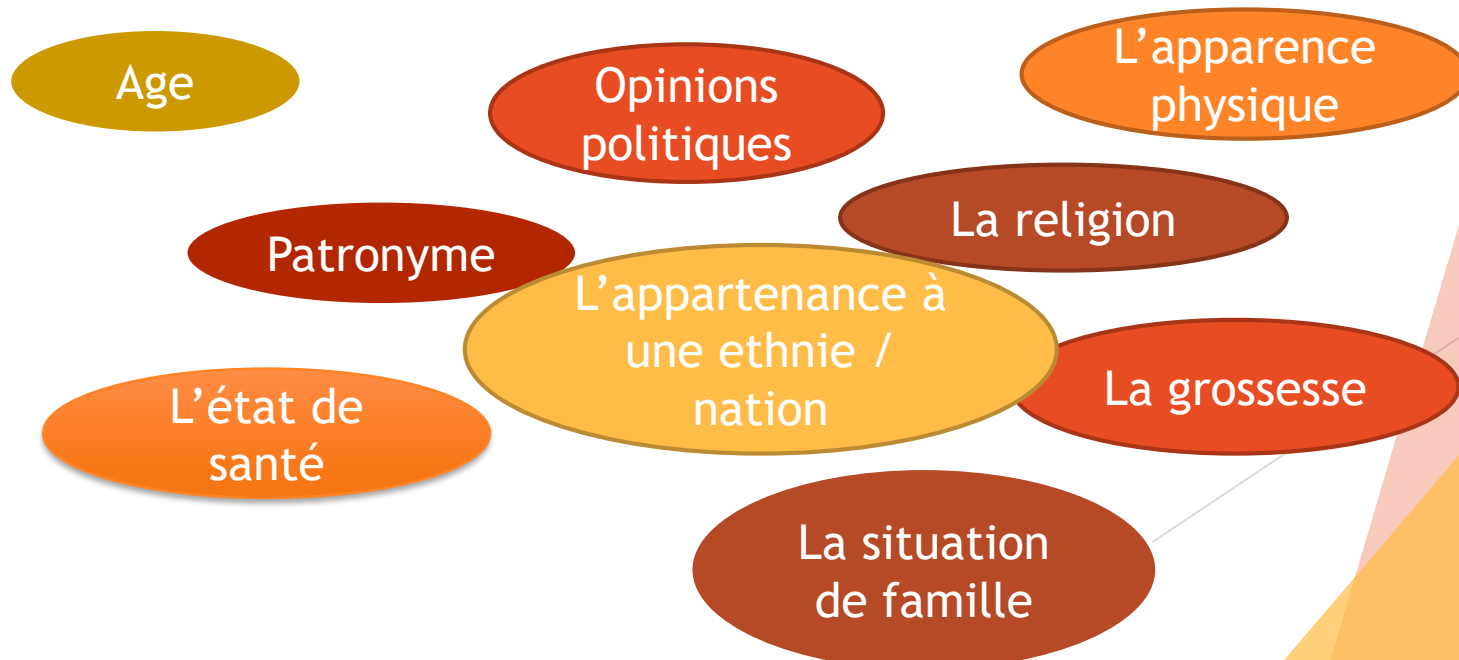 Age
Opinions
politiques
L’apparence
physique
Patronyme
La religion
L’appartenance à
une ethnie /
nation
L’état de
santé
La grossesse
La situation
de famille